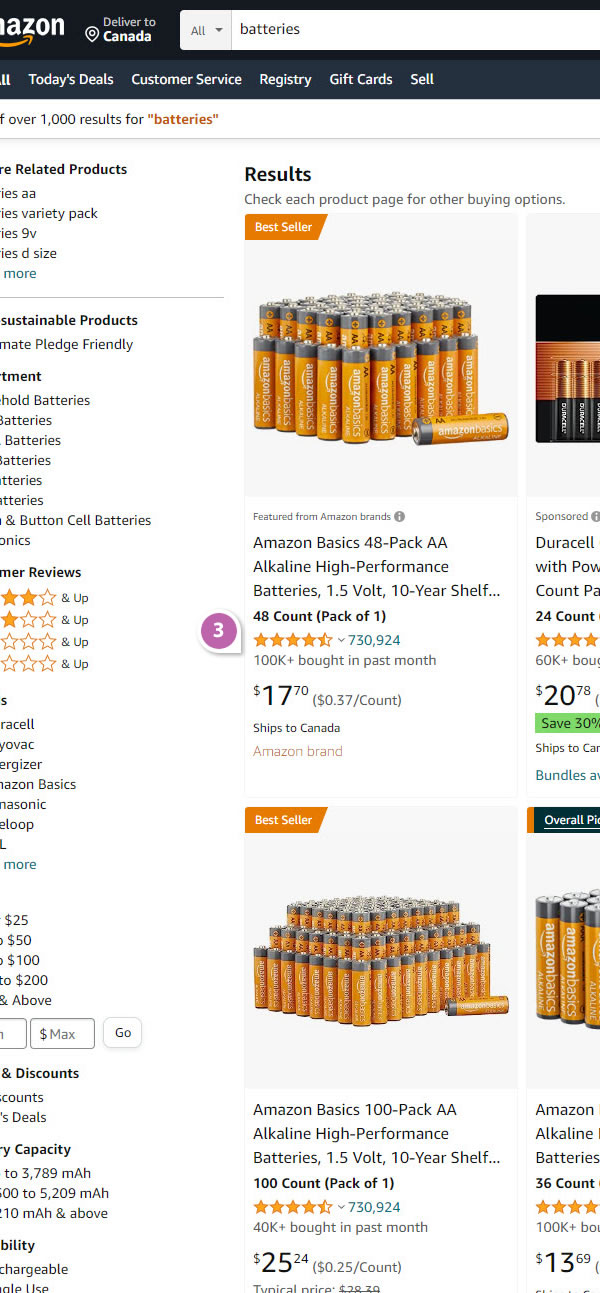 mazon
Deliver to
Canada
All
batteries
ll
Today's Deals
Customer Service
Registry
Gift Cards
Sell
f over 1,000 results for "batteries"
re Related Products
ies aa
ies variety pack
ies 9v
ies d size
more
sustainable Products
mate Pledge Friendly
rtment
ehold Batteries
Batteries
Batteries
Batteries
tteries
atteries
& Button Cell Batteries
onics
mer Reviews
& Up
& Up
& Up
& Up
s
racell
yovac
ergizer
mazon Basics
nasonic
eloop
L
more
$25
$50
$100
to $200
& Above
$ Max
Go
& Discounts
scounts
's Deals
ry Capacity
to 3,789 mAh
500 to 5,209 mAh
210 mAh & above
bility
chargeable
ngle Use
Results
Check each product page for other buying options.
Best Seller
amazonbasics
ALKALINE
AA
Featured from Amazon brands
Amazon Basics 48-Pack AA
Alkaline High-Performance
Batteries, 1.5 Volt, 10-Year Shelf...
48 Count (Pack of 1)
3
730,924
100K+ bought in past month
$17 70 ($0.37/Count)
Ships to Canada
Amazon brand
DURACELL
Sponsored
Duracell
with Pow
Count Pa
24 Count
60K+ boug
$20 78 (
Save 30%
Ships to Car
Bundles av
Best Seller
amazonbasics
Amazon Basics 100-Pack AA
Alkaline High-Performance
Batteries, 1.5 Volt, 10-Year Shelf...
100 Count (Pack of 1)
730,924
40K+ bought in past month
$25 24 ($0.25/Count)
Typical price: $28.39
Overall Pic
amazonbasics
ALKALINE
Amazon
Alkaline
Batteries
36 Count
100K+ bou
$13 69 (